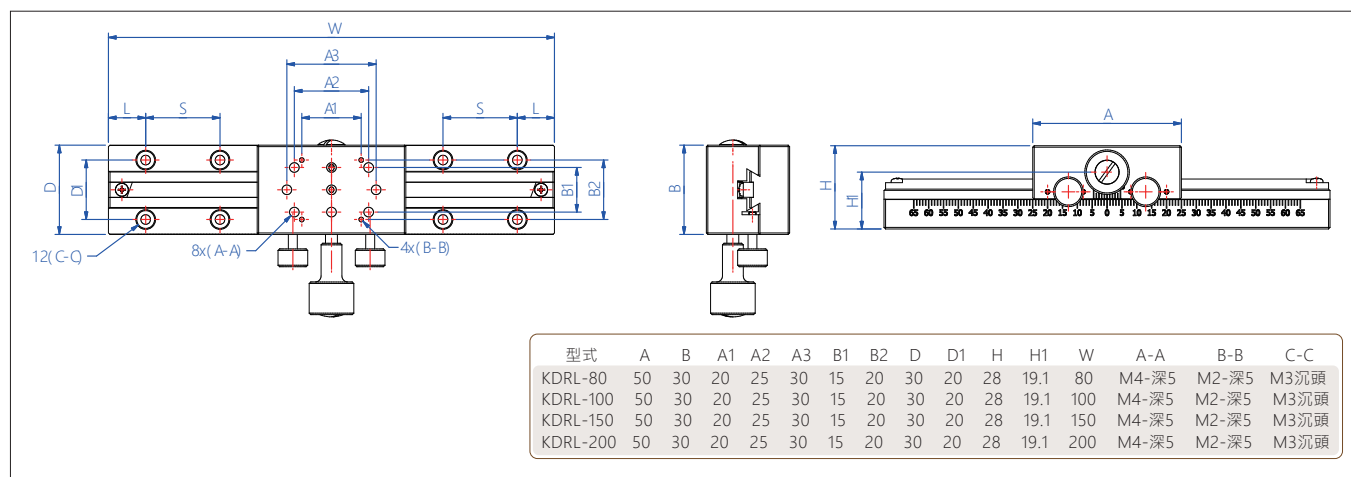 W
A3
A2
L S A1 S L
D D1 B1 B2
12(C-C) 8x(A-A) 4x(B-B)
B
A
H H1
65 60 55 50 45 40 35 30 25 20 15 10 5 0 5 10 15 20 25 30 35 40 45 50 55 60 65
型式 A B A1 A2 A3 B1 B2 D D1 H H1 W A-A B-B C-C
KDRL-80 50 30 20 25 30 15 20 30 20 28 19.1 80 M4-深5 M2-深5 M3沉頭
KDRL-100 50 30 20 25 30 15 20 30 20 28 19.1 100 M4-深5 M2-深5 M3沉頭
KDRL-150 50 30 20 25 30 15 20 30 20 28 19.1 150 M4-深5 M2-深5 M3沉頭
KDRL-200 50 30 20 25 30 15 20 30 20 28 19.1 200 M4-深5 M2-深5 M3沉頭